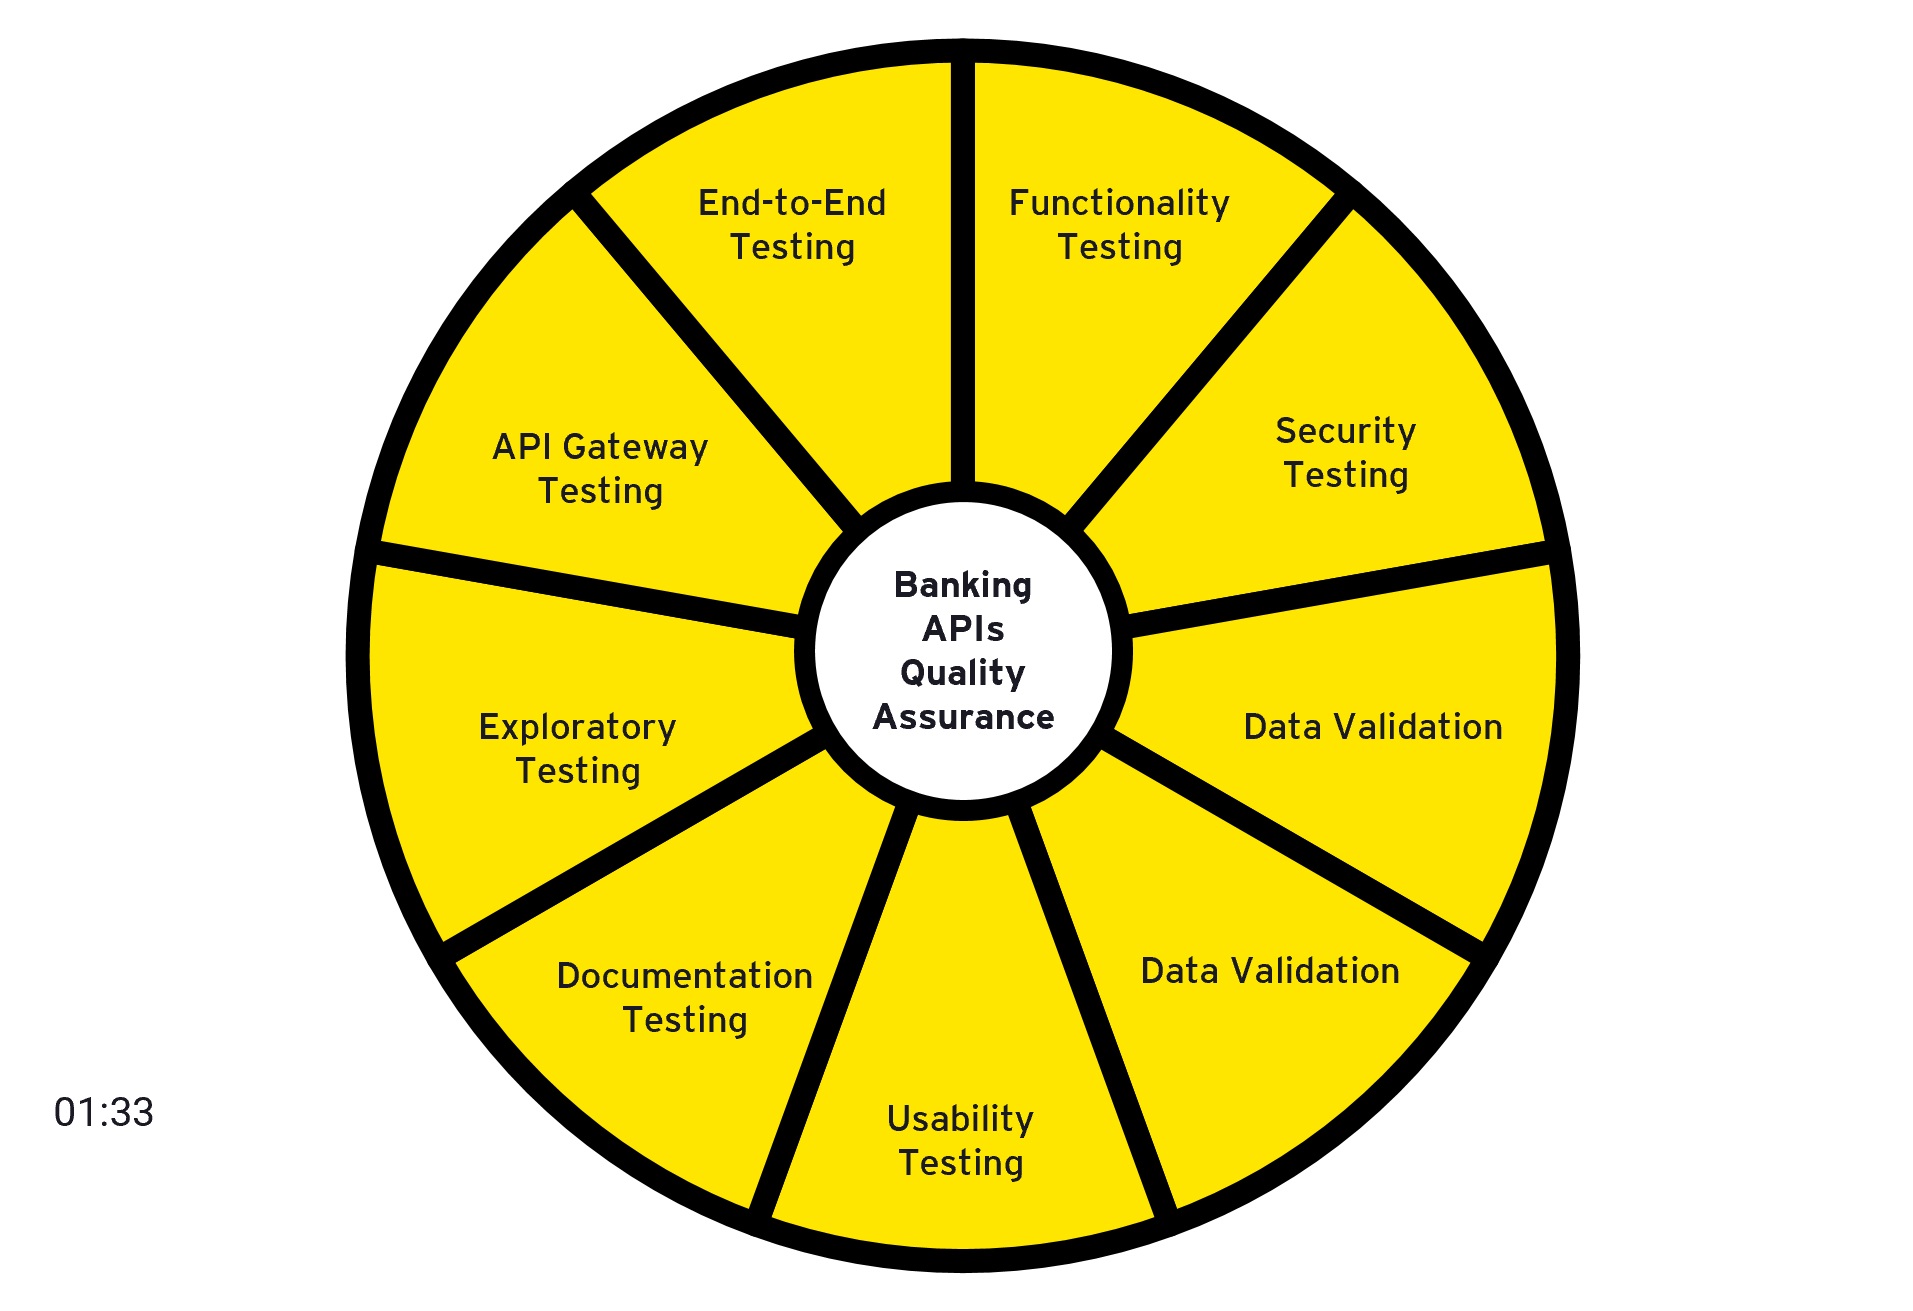 End-to-End
Testing
Functionality
Testing
Security
Testing
API Gateway
Testing
Banking
APIs
Quality
Assurance
Exploratory
Testing
Data Validation
Data Validation
Documentation
Testing
Usability
Testing
01:33